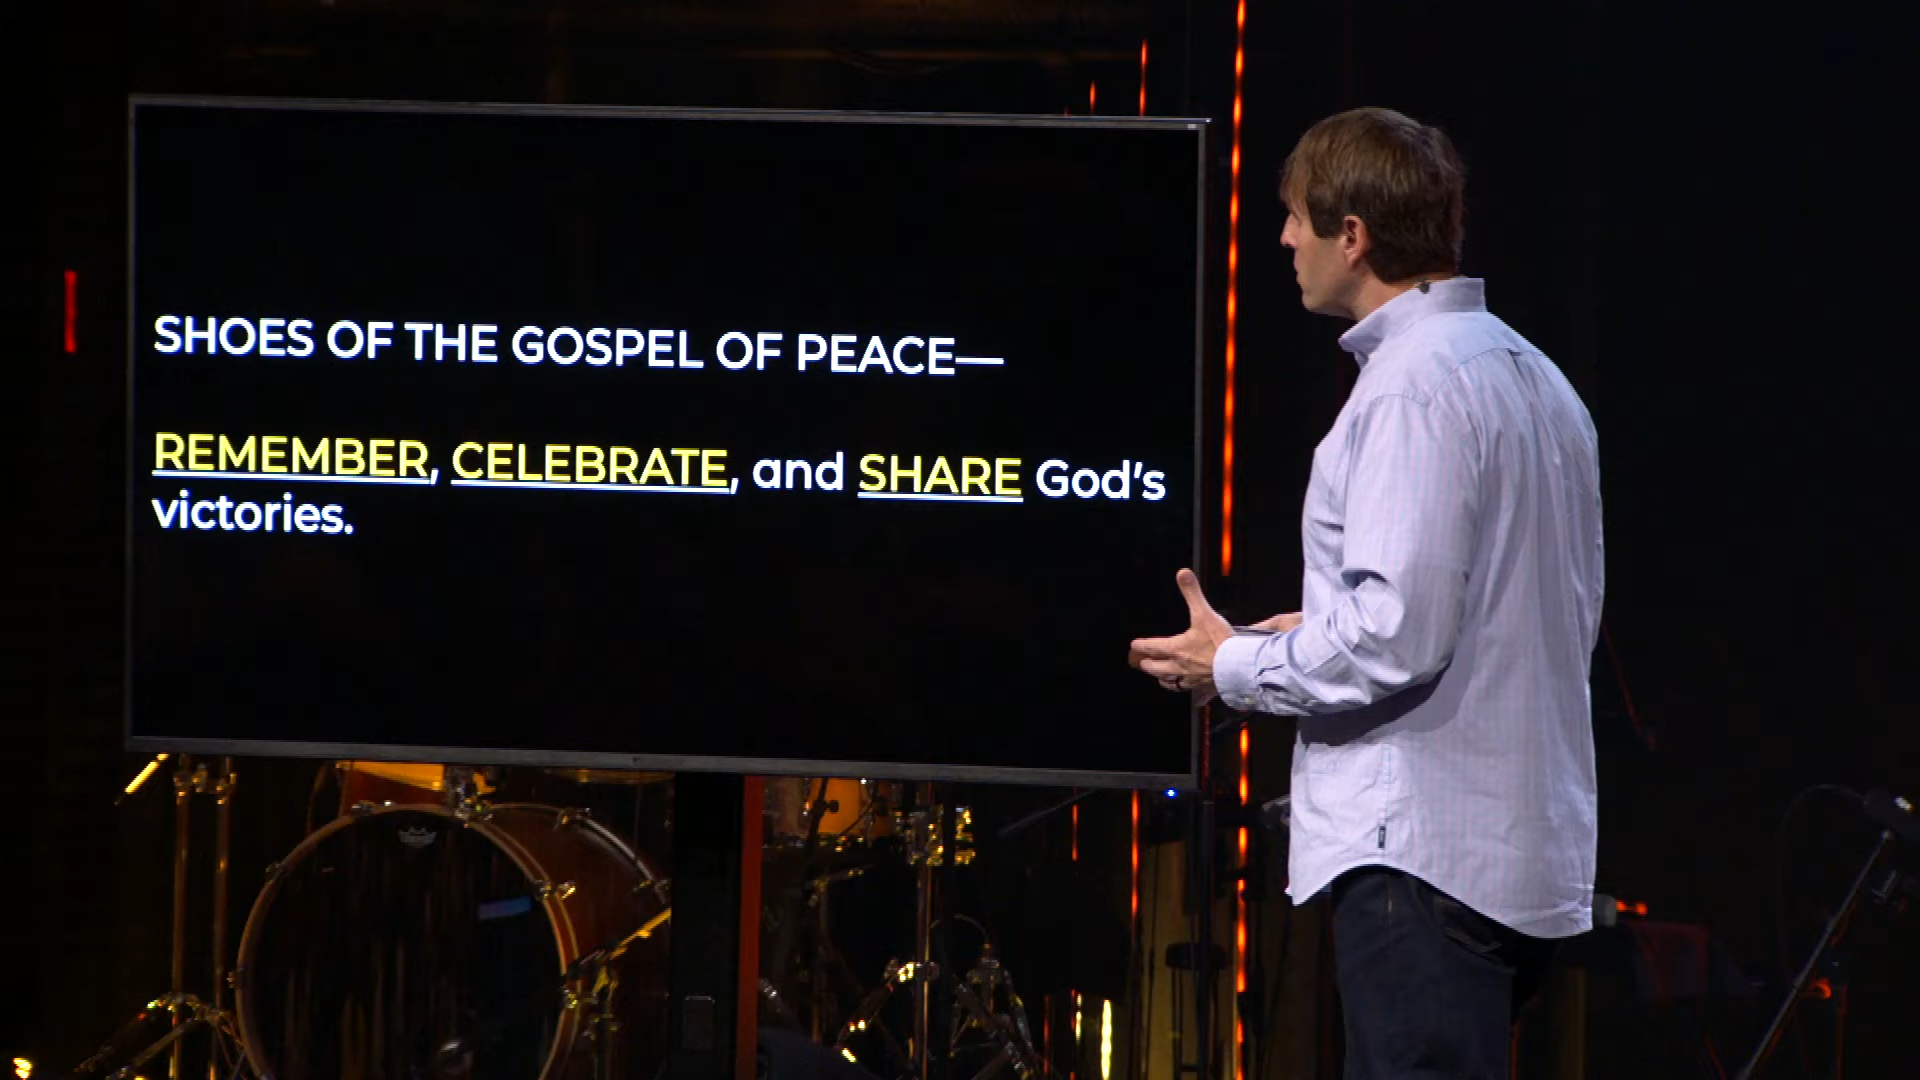 SHOES OF THE GOSPEL OF PEACE—
REMEMBER, CELEBRATE, and SHARE God's
victories.